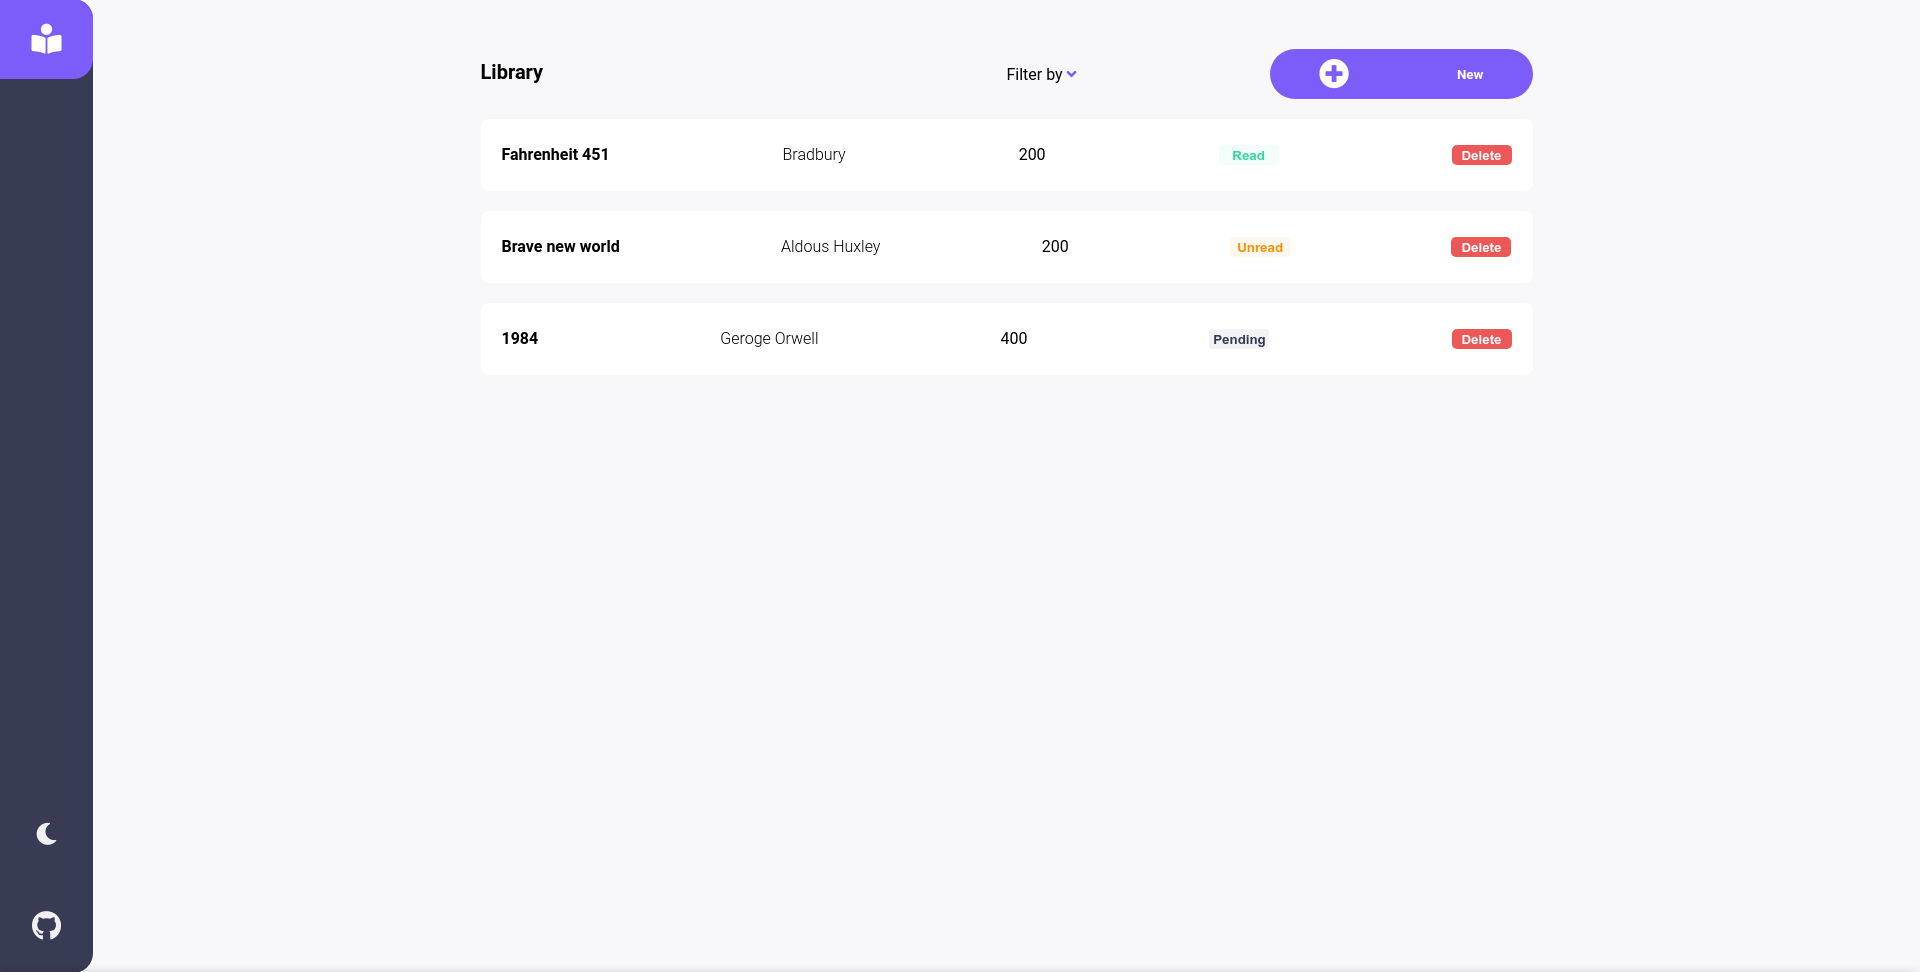 Library Filter by New
Fahrenheit 451 Bradbury 200 Read Delete
Brave new world Aldous Huxley 200 Unread Delete
1984 Geroge Orwell 400 Pending Delete